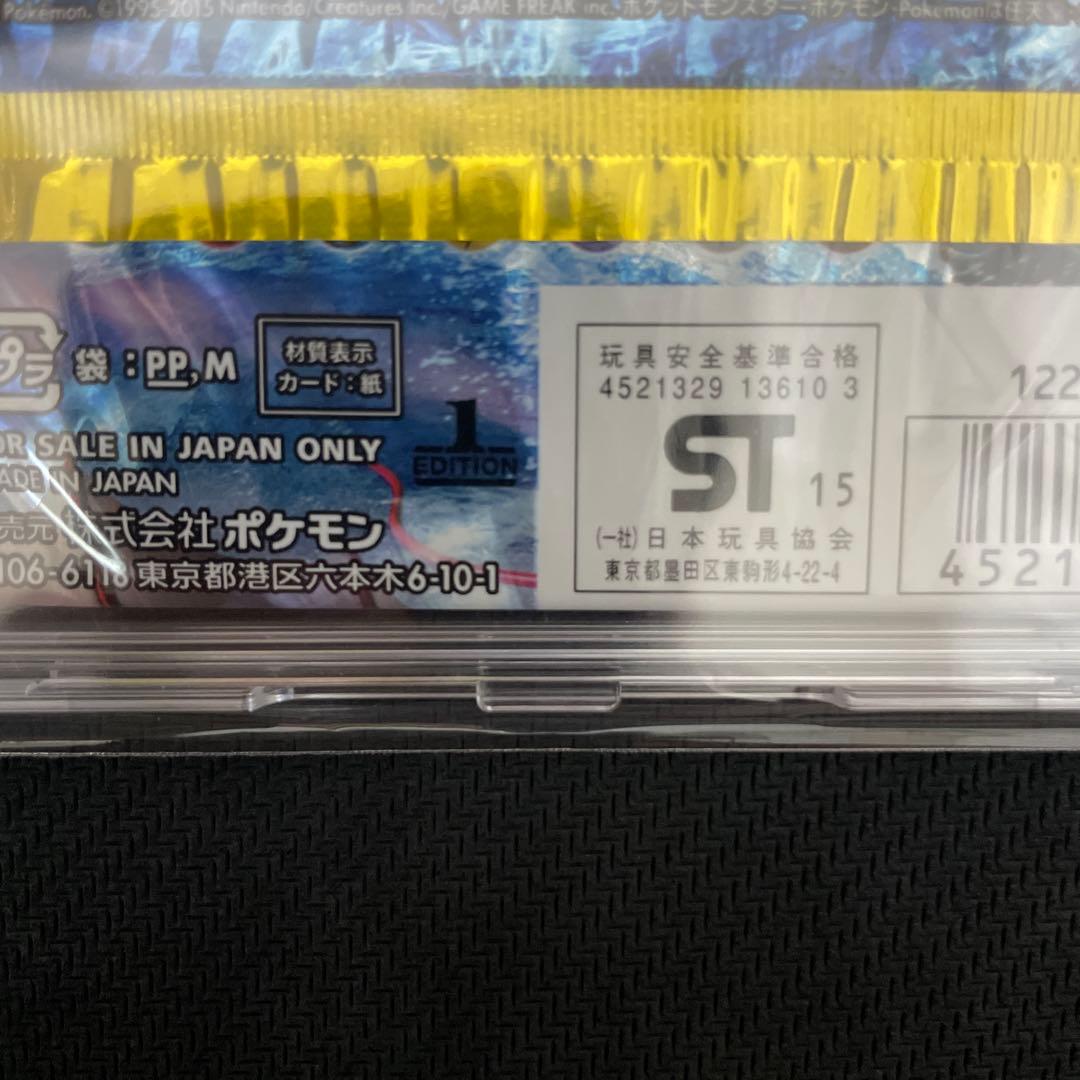 Pokémon. ©1995-2015 Nintendo/Creatures Inc./GAME FREAK inc. ポケットモンスター・ポケモン・Pokémonは任天
プラ
袋：PP,M
材質表示
カード：紙
OR SALE IN JAPAN ONLY
ADE IN JAPAN
1
EDITION
売元 株式会社ポケモン
106-6118 東京都港区六本木6-10-1
玩具安全基準合格
4521329 13610 3
ST 15
(一社)日本玩具協会
東京都墨田区東駒形4-22-4
122
4521